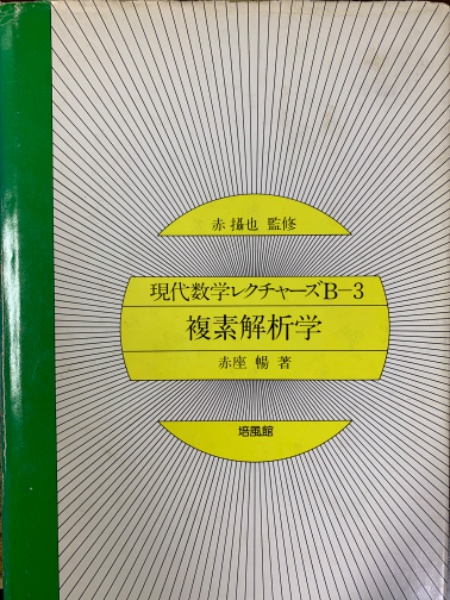 赤 攝也 監修
現代数学レクチャーズB-3
複素解析学
赤座 暢 著
培風館